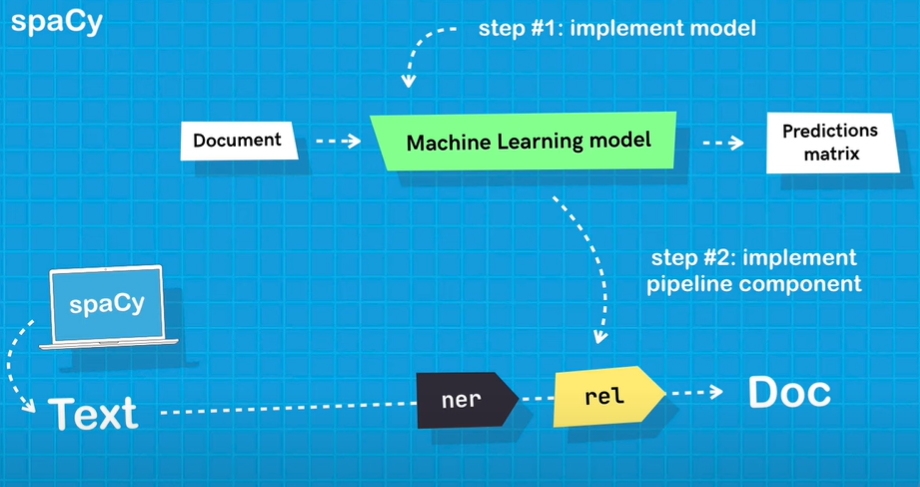 spaCy
step #1: implement model
Document
Machine Learning model
Predictions
matrix
step #2: implement
pipeline component
spaCy
Text
ner
rel
Doc